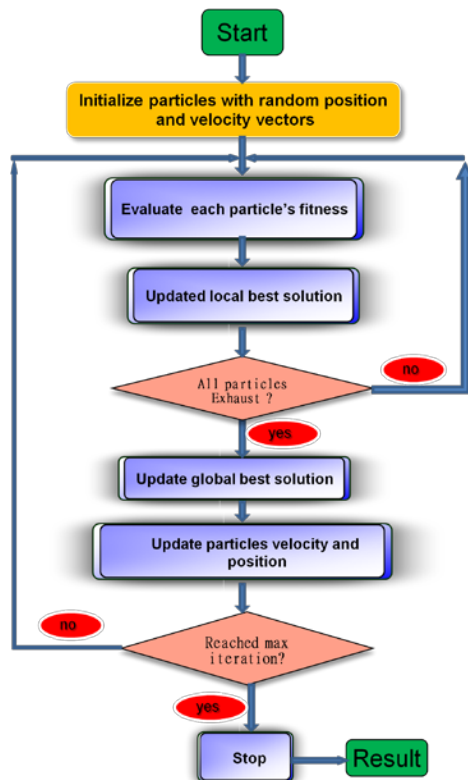 Start
Initialize particles with random position
and velocity vectors
Evaluate each particle's fitness
Updated local best solution
All particles
Exhaust ?
no
yes
Update global best solution
Update particles velocity and
position
no
Reached max
iteration?
yes
Stop
Result